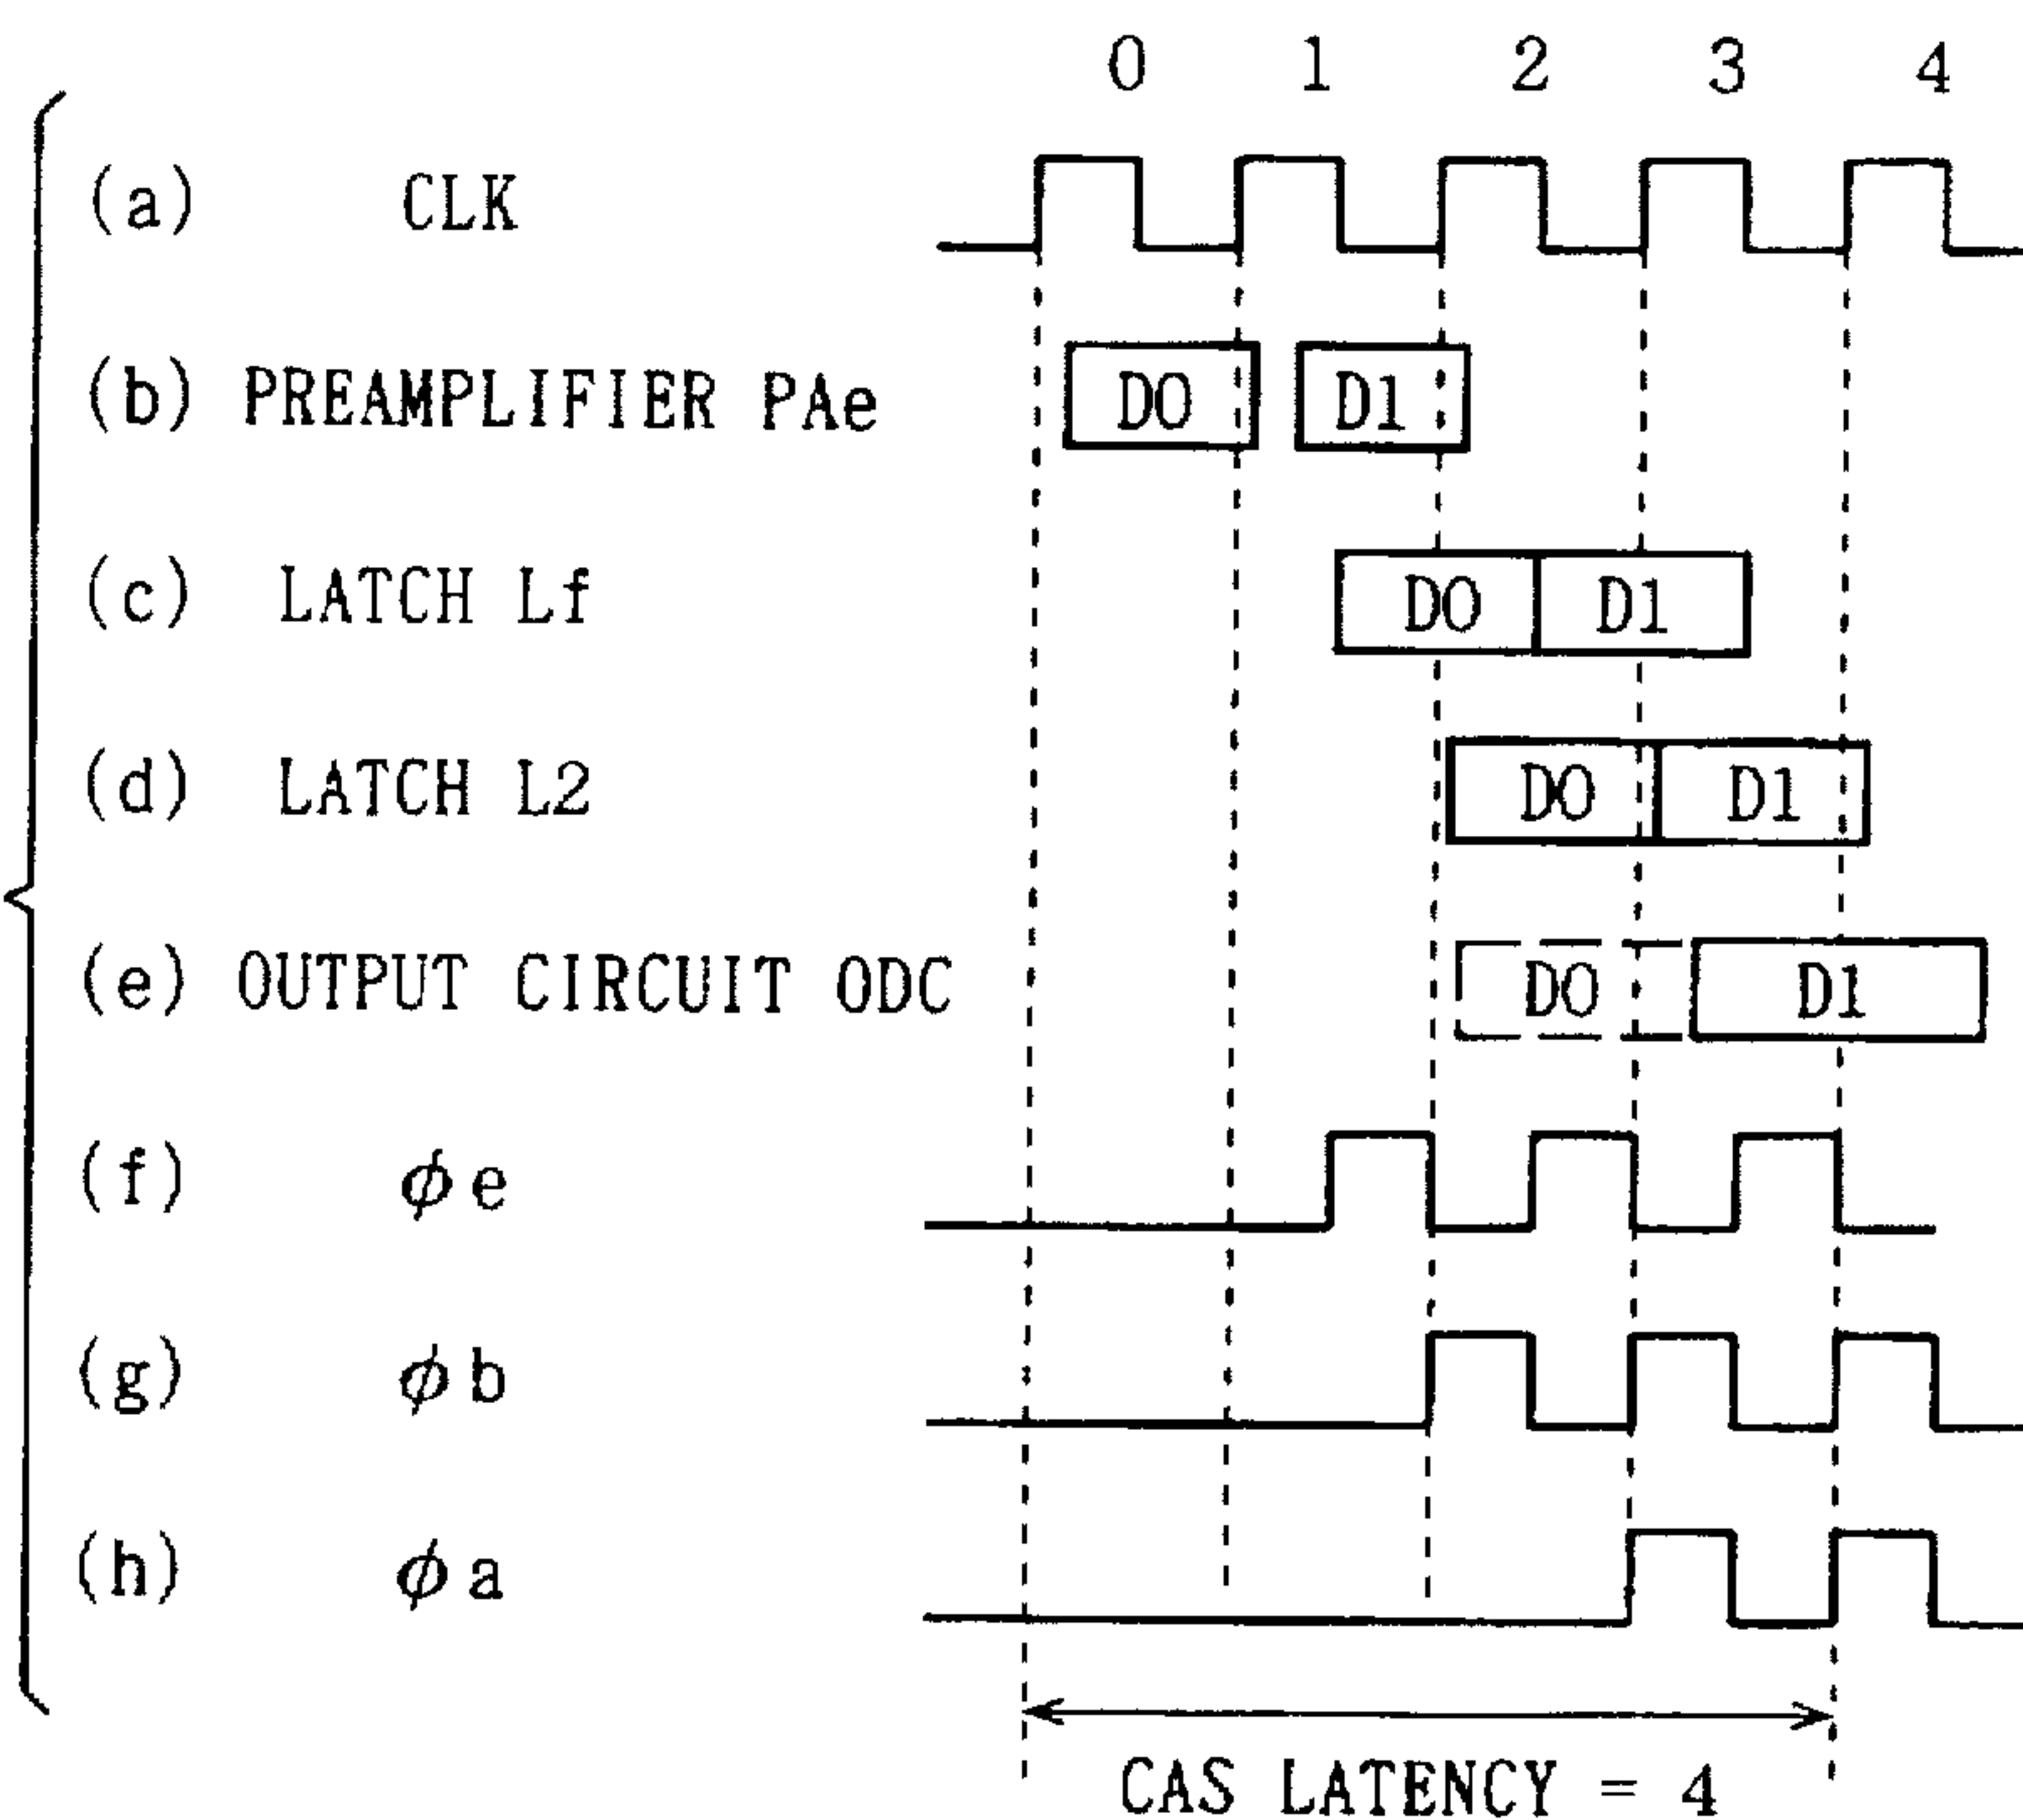 0 1 2 3 4
(a) CLK
(b) PREAMPLIFIER PAe D0 D1
(c) LATCH Lf D0 D1
(d) LATCH L2 D0 D1
(e) OUTPUT CIRCUIT ODC D0 D1
(f) φe
(g) φb
(h) φa
CAS LATENCY = 4